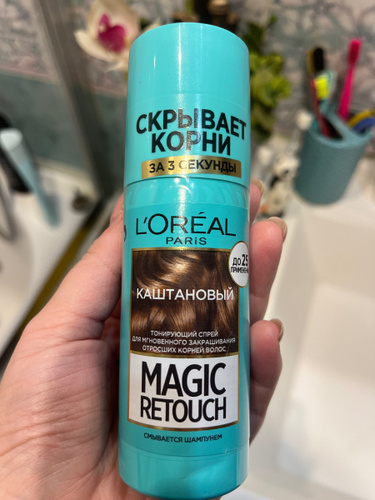 СКРЫВАЕТ
КОРНИ
ЗА 3 СЕКУНДЫ
L'ORÉAL
PARIS
ДО 25
ПРИМЕНЕНИЙ
КАШТАНОВЫЙ
ТОНИРУЮЩИЙ СПРЕЙ
ДЛЯ МГНОВЕННОГО ЗАКРАШИВАНИЯ
ОТРОСШИХ КОРНЕЙ ВОЛОС
MAGIC
RETOUCH
СМЫВАЕТСЯ ШАМПУНЕМ